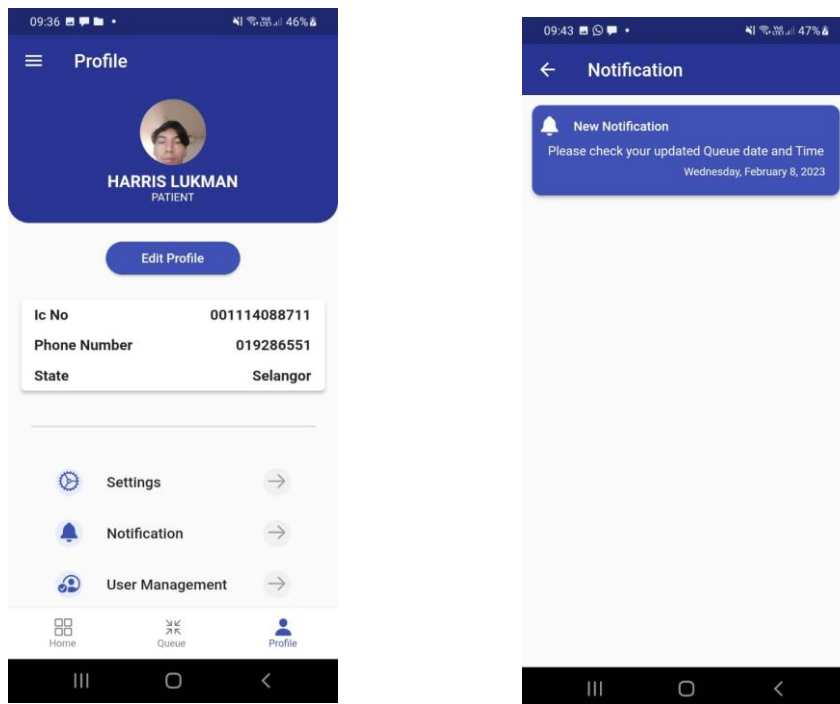 09:36
46%
Profile
HARRIS LUKMAN
PATIENT
Edit Profile
Ic No 001114088711
Phone Number 019286551
State Selangor
Settings
Notification
User Management
Home Queue Profile
09:43
47%
Notification
New Notification
Please check your updated Queue date and Time
Wednesday, February 8, 2023